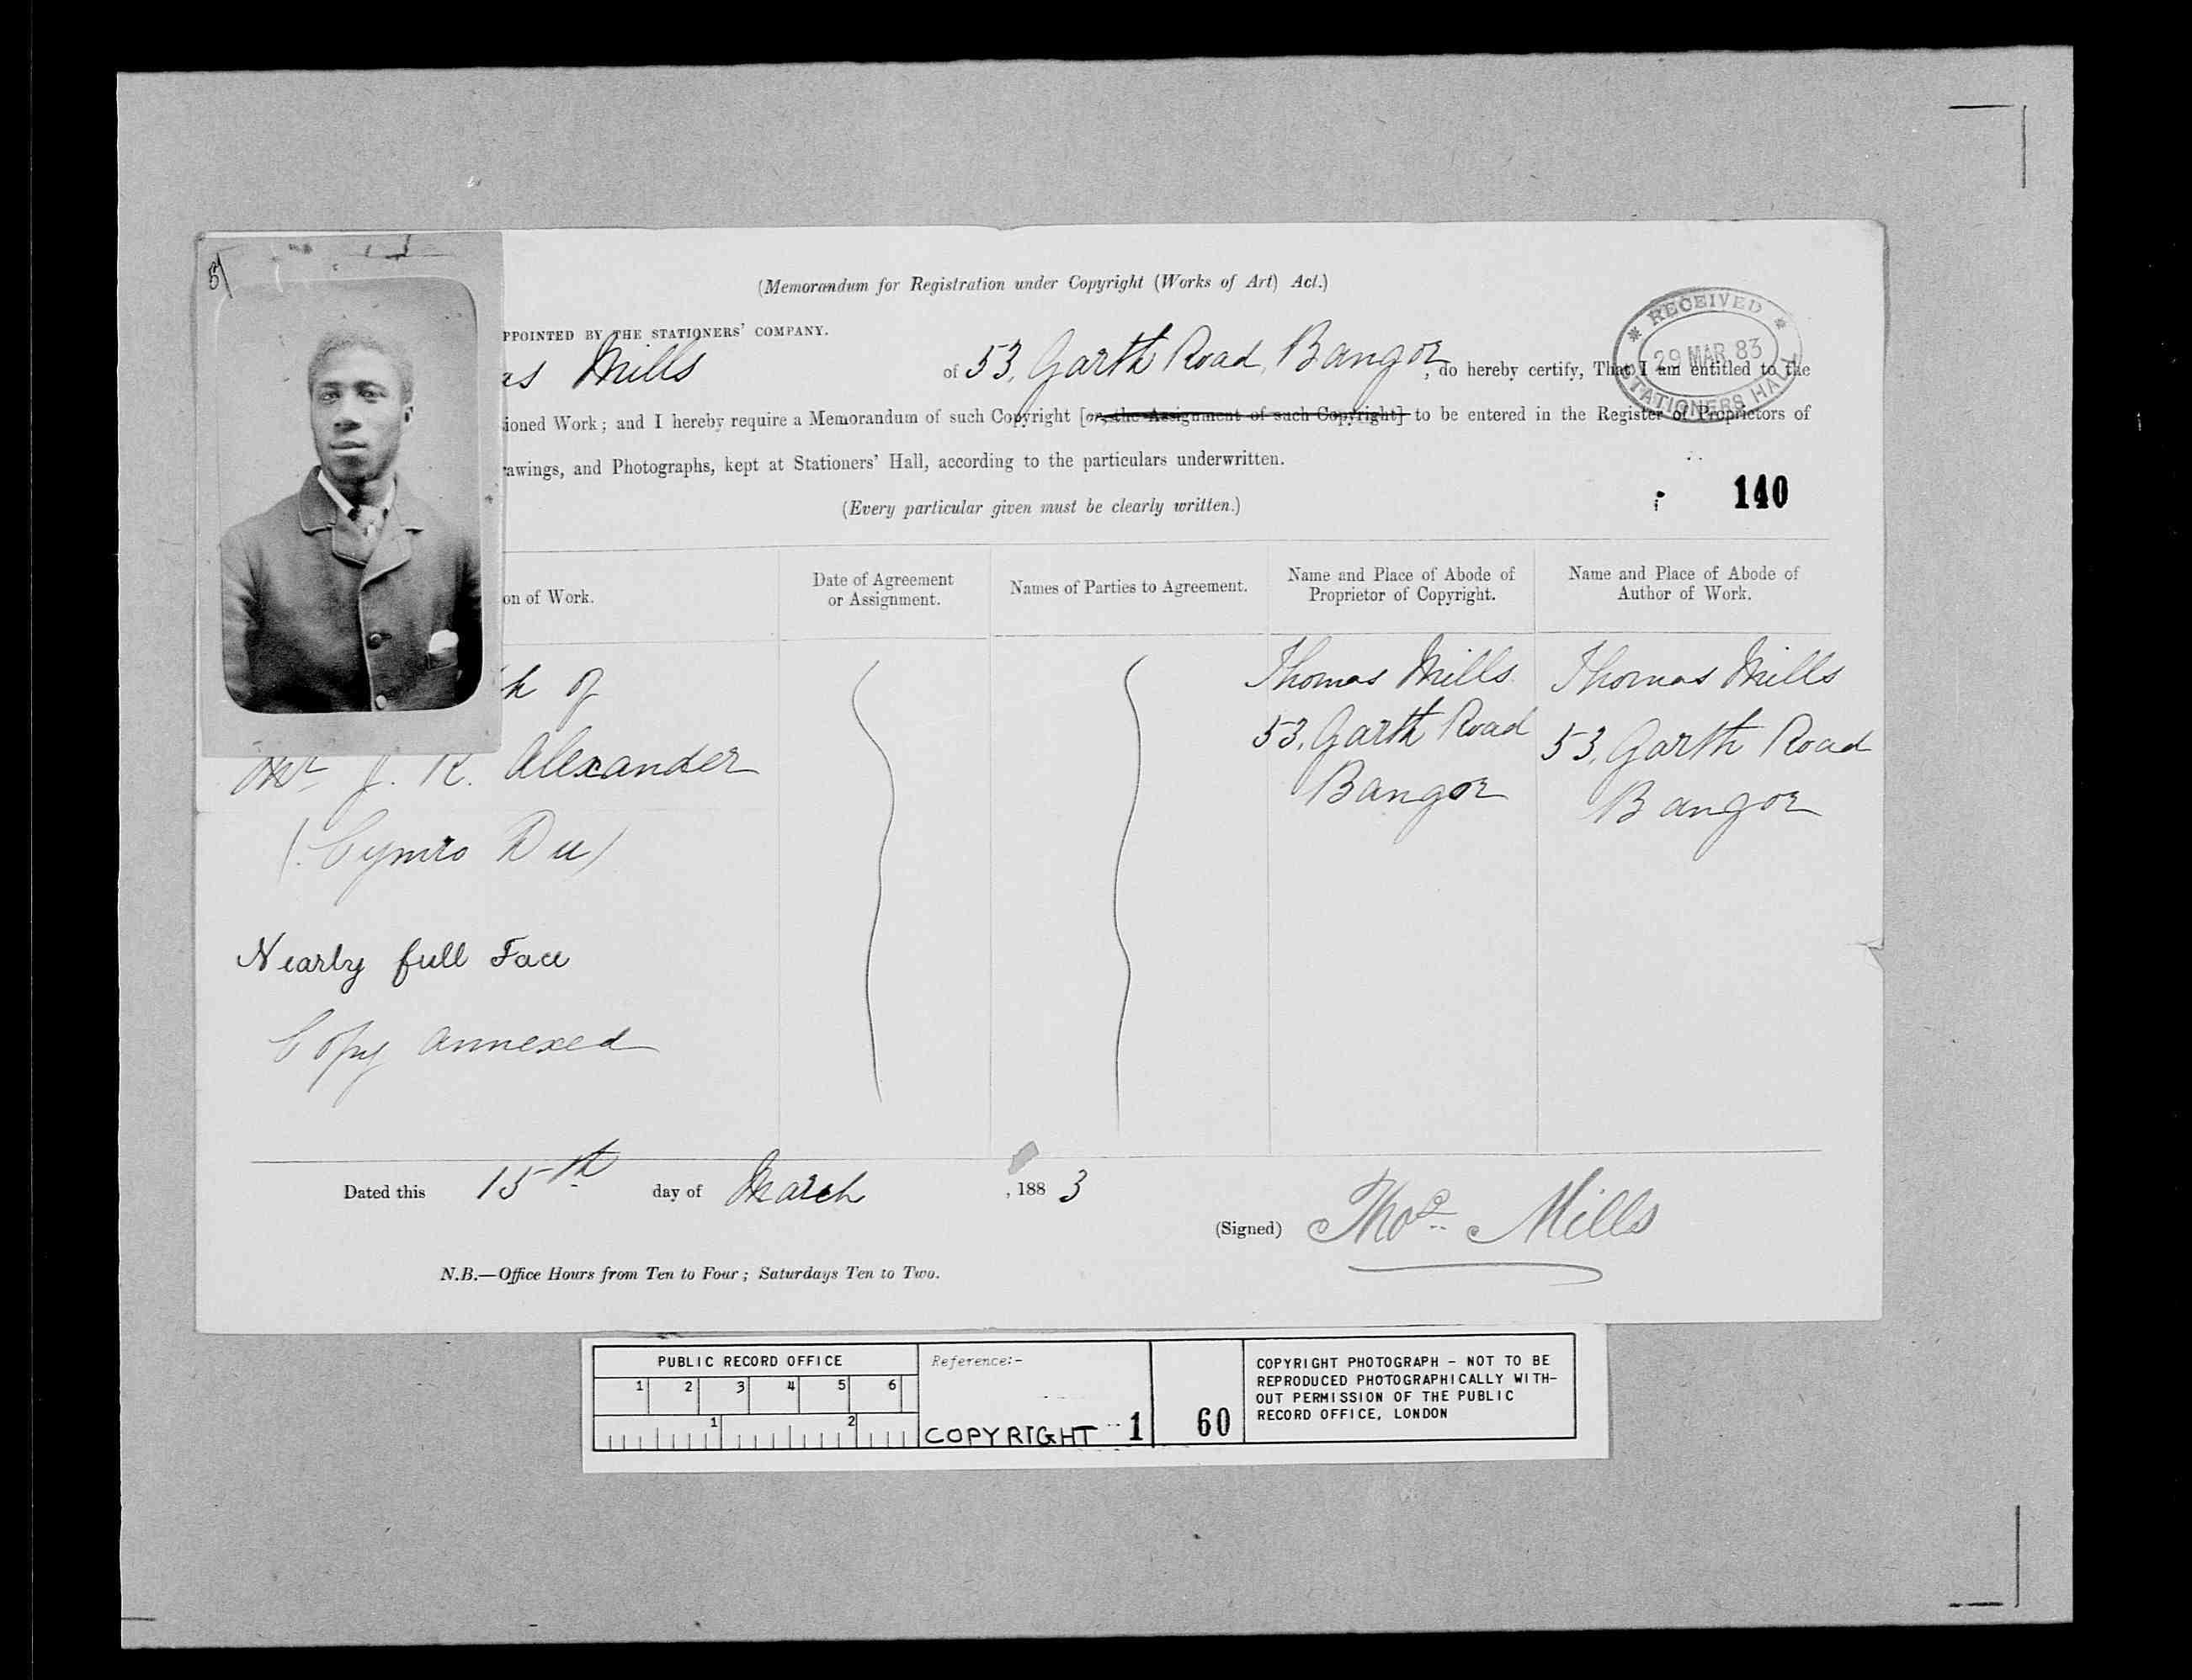 51
(Memorandum for Registration under Copyright (Works of Art) Act.)
PPOINTED BY THE STATIONERS' COMPANY.
as Mills of 53, Garth Road, Bangor, do hereby certify, That I am entitled to the
ioned Work; and I hereby require a Memorandum of such Copyright [or, the Assignment of such Copyright] to be entered in the Register of Proprietors of
rawings, and Photographs, kept at Stationers' Hall, according to the particulars underwritten.
(Every particular given must be clearly written.)
RECEIVED
29 MAR 83
STATIONERS HALL
140
on of Work.
Date of Agreement
or Assignment.
Names of Parties to Agreement.
Name and Place of Abode of
Proprietor of Copyright.
Name and Place of Abode of
Author of Work.
h of
Mr J. R. Alexander
(Cymro Du)
Nearly full Face
Copy annexed
Thomas Mills
53, Garth Road
Bangor
Thomas Mills
53, Garth Road
Bangor
Dated this 15th day of March, 1883
(Signed) Thos Mills
N.B.—Office Hours from Ten to Four; Saturdays Ten to Two.
PUBLIC RECORD OFFICE
1 2 3 4 5 6
1 2
Reference:-
COPYRIGHT 1
60
COPYRIGHT PHOTOGRAPH - NOT TO BE
REPRODUCED PHOTOGRAPHICALLY WITH-
OUT PERMISSION OF THE PUBLIC
RECORD OFFICE, LONDON